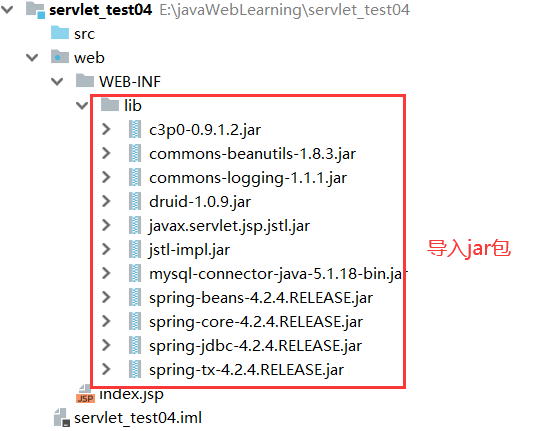 servlet_test04 E:\javaWebLearning\servlet_test04
src
web
WEB-INF
lib
c3p0-0.9.1.2.jar
commons-beanutils-1.8.3.jar
commons-logging-1.1.1.jar
druid-1.0.9.jar
javax.servlet.jsp.jstl.jar
导入jar包
jstl-impl.jar
mysql-connector-java-5.1.18-bin.jar
spring-beans-4.2.4.RELEASE.jar
spring-core-4.2.4.RELEASE.jar
spring-jdbc-4.2.4.RELEASE.jar
spring-tx-4.2.4.RELEASE.jar
JSP index.jsp
servlet_test04.iml